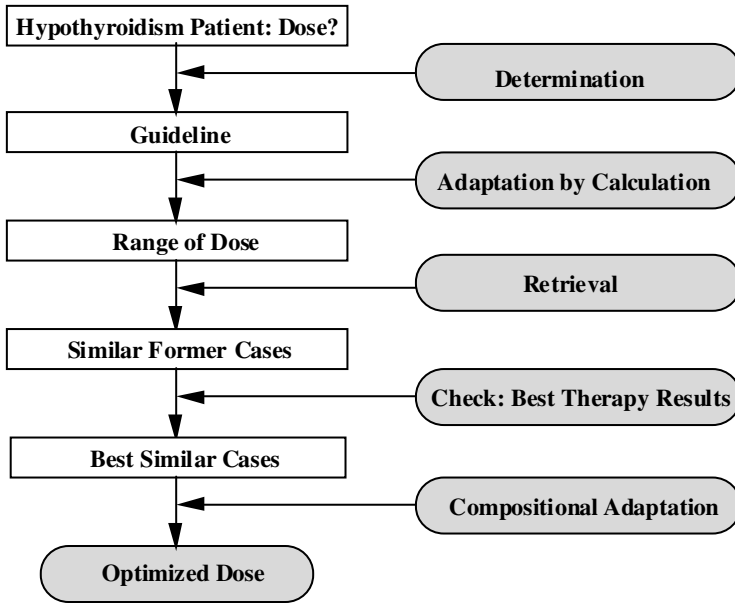 Hypothyroidism Patient: Dose?
Determination
Guideline
Adaptation by Calculation
Range of Dose
Retrieval
Similar Former Cases
Check: Best Therapy Results
Best Similar Cases
Compositional Adaptation
Optimized Dose